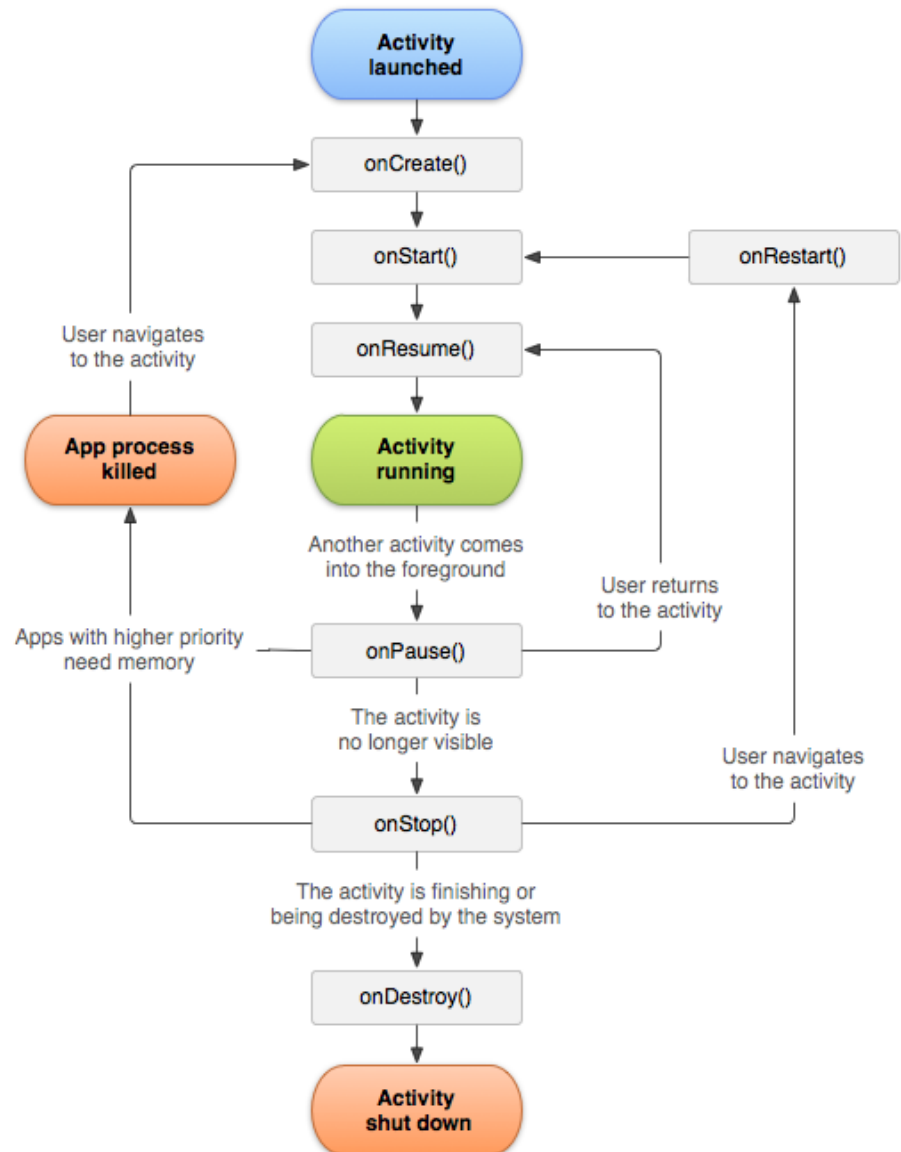 Activity
launched
onCreate()
onStart()
onRestart()
User navigates
to the activity
onResume()
App process
killed
Activity
running
Another activity comes
into the foreground
User returns
to the activity
Apps with higher priority
need memory
onPause()
The activity is
no longer visible
User navigates
to the activity
onStop()
The activity is finishing or
being destroyed by the system
onDestroy()
Activity
shut down